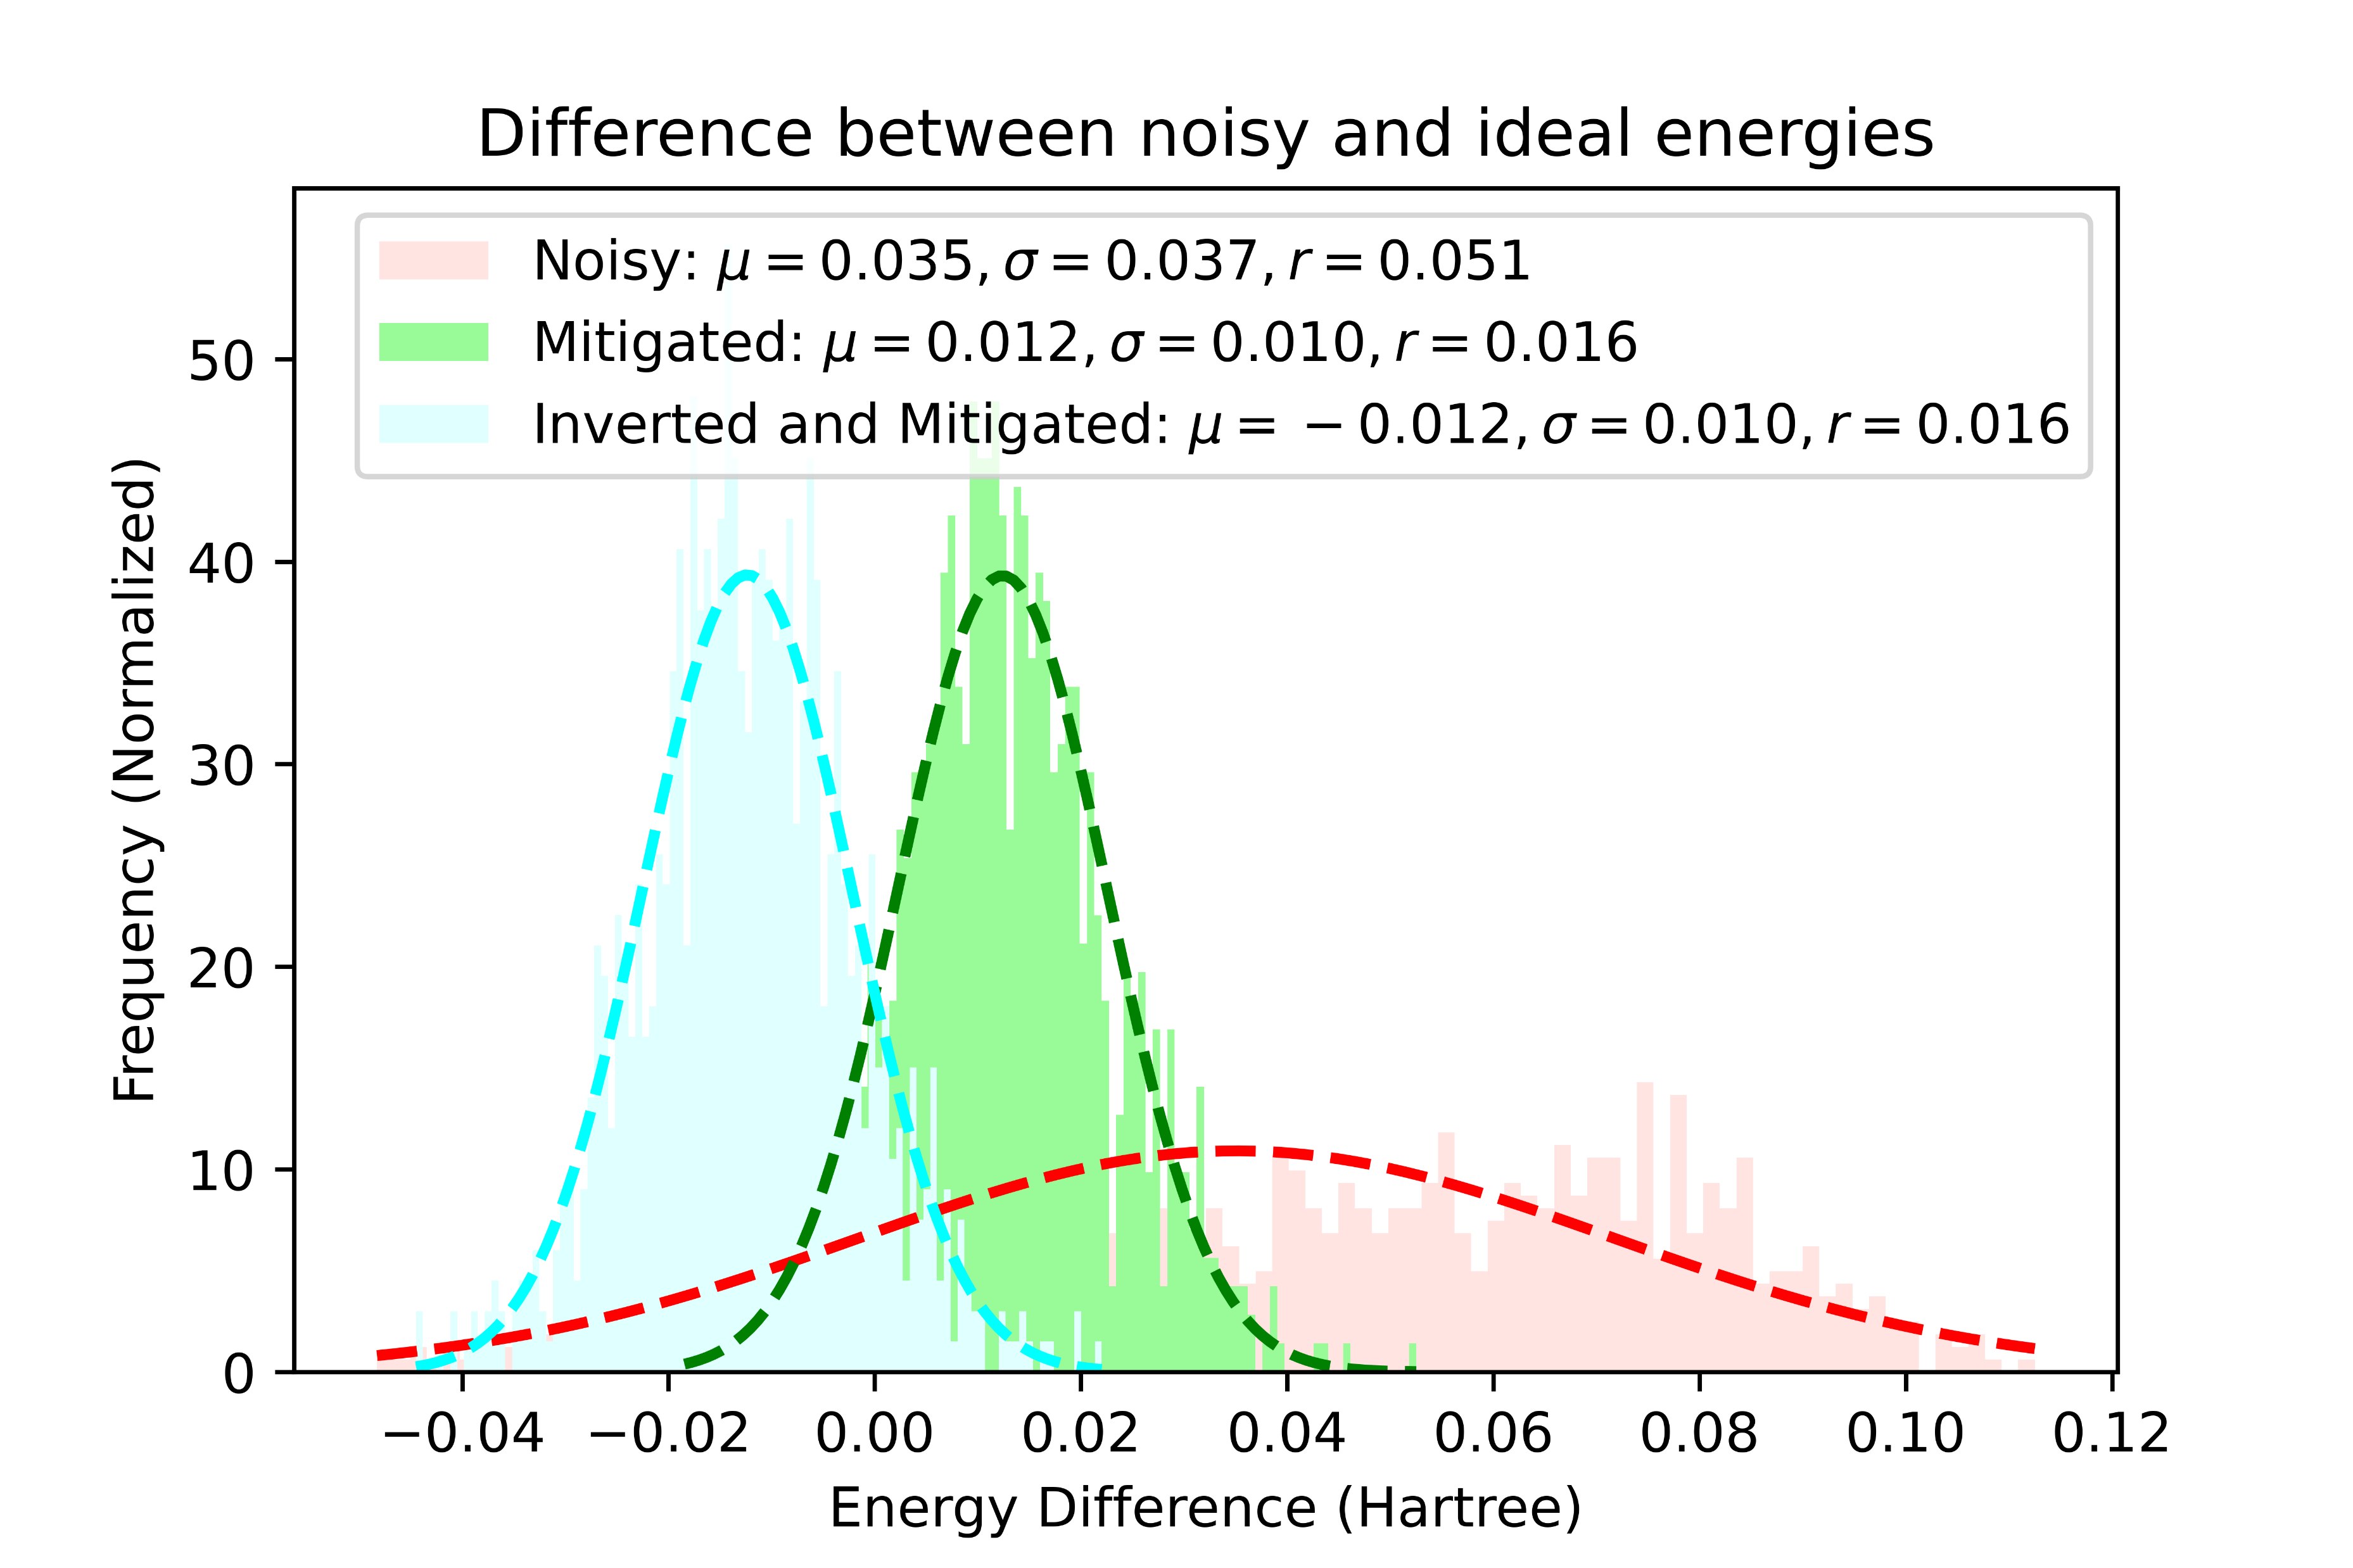 Difference between noisy and ideal energies
Noisy: μ = 0.035, σ = 0.037, r = 0.051
Mitigated: μ = 0.012, σ = 0.010, r = 0.016
Inverted and Mitigated: μ = −0.012, σ = 0.010, r = 0.016
Frequency (Normalized)
50
40
30
20
10
0
−0.04 −0.02 0.00 0.02 0.04 0.06 0.08 0.10 0.12
Energy Difference (Hartree)